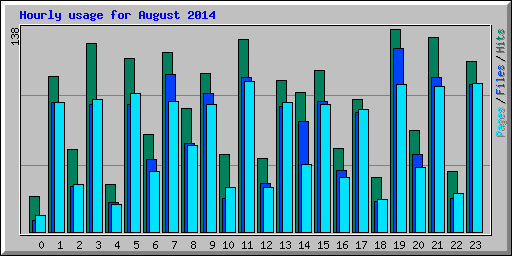 Hourly usage for August 2014
138
Pages/Files/Hits
0 1 2 3 4 5 6 7 8 9 10 11 12 13 14 15 16 17 18 19 20 21 22 23